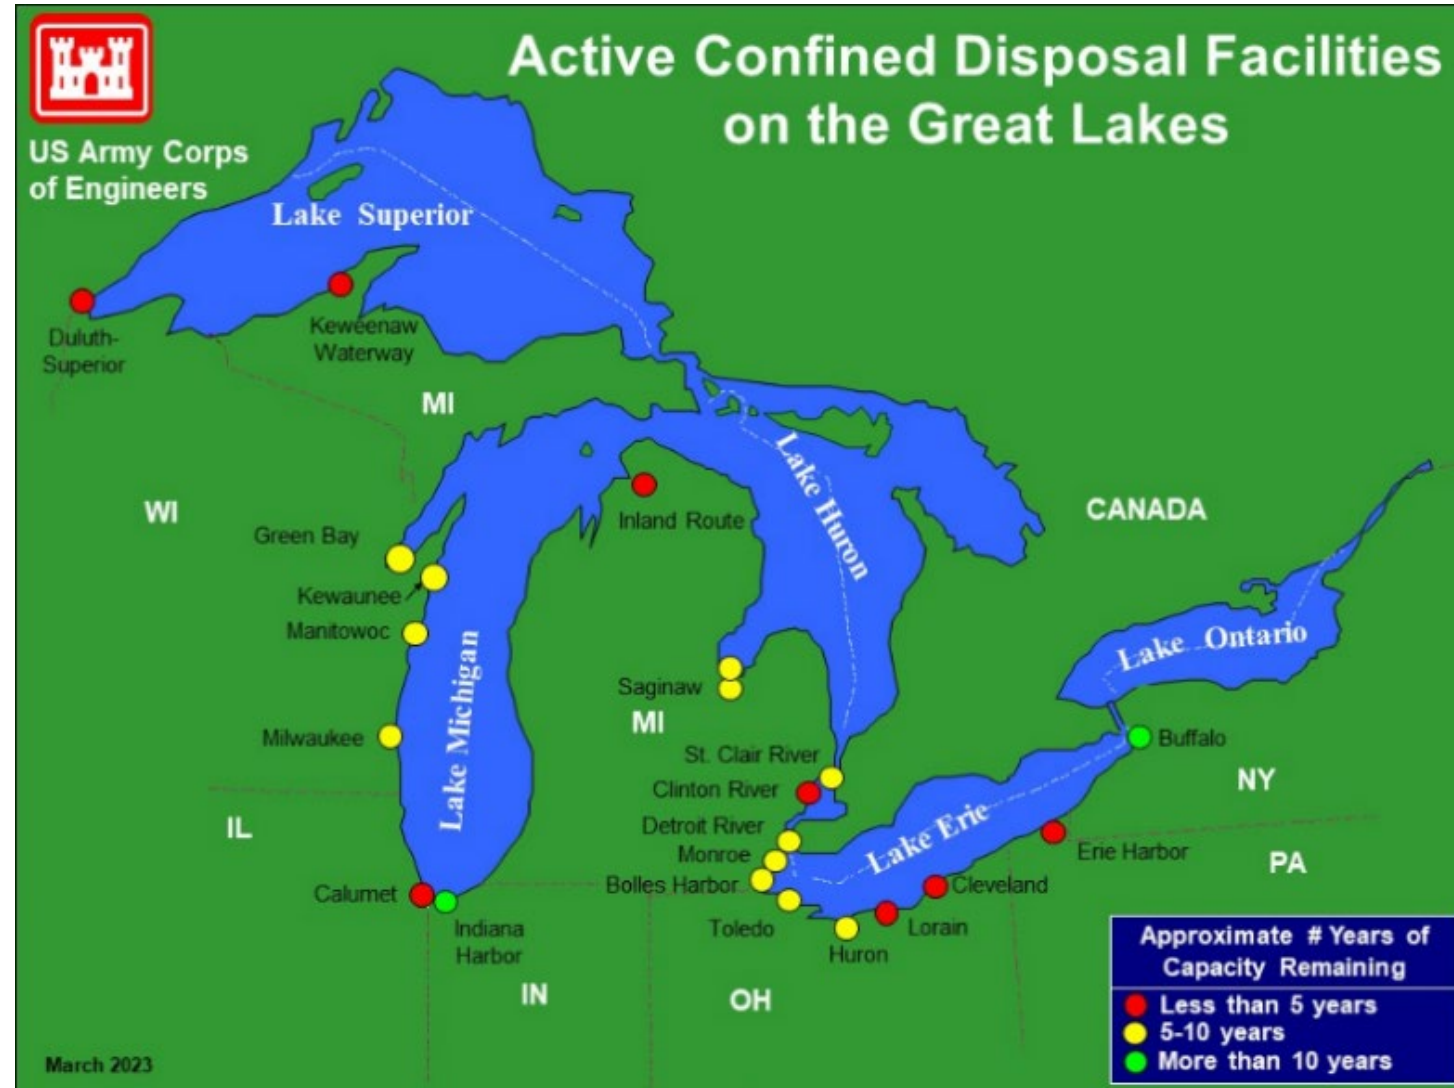 Active Confined Disposal Facilities
on the Great Lakes
US Army Corps
of Engineers
Lake Superior
Duluth-
Superior
Keweenaw
Waterway
MI
WI
Lake Huron
CANADA
Inland Route
Green Bay
Kewaunee
Manitowoc
Lake Michigan
Lake Ontario
Saginaw
MI
Milwaukee
St. Clair River
Clinton River
Buffalo
NY
IL
Detroit River
Monroe
Bolles Harbor
Lake Erie
Erie Harbor
PA
Calumet
Indiana
Harbor
Toledo
Cleveland
Lorain
Huron
IN
OH
Approximate # Years of
Capacity Remaining
Less than 5 years
5-10 years
More than 10 years
March 2023